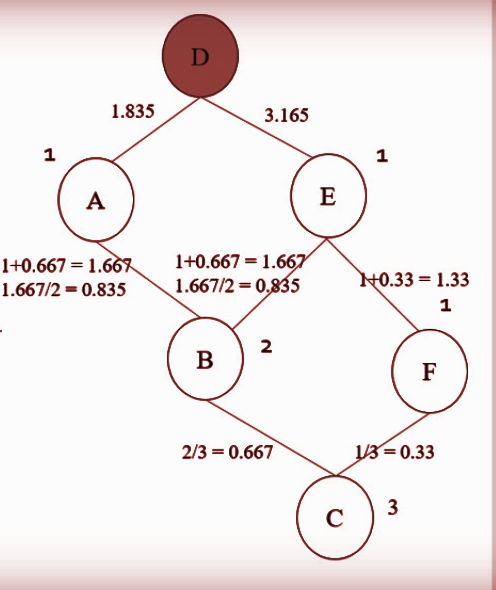 D
1.835
3.165
1
1
A
E
1+0.667 = 1.667
1.667/2 = 0.835
1+0.667 = 1.667
1.667/2 = 0.835
1+0.33 = 1.33
1
B
2
F
2/3 = 0.667
1/3 = 0.33
C
3